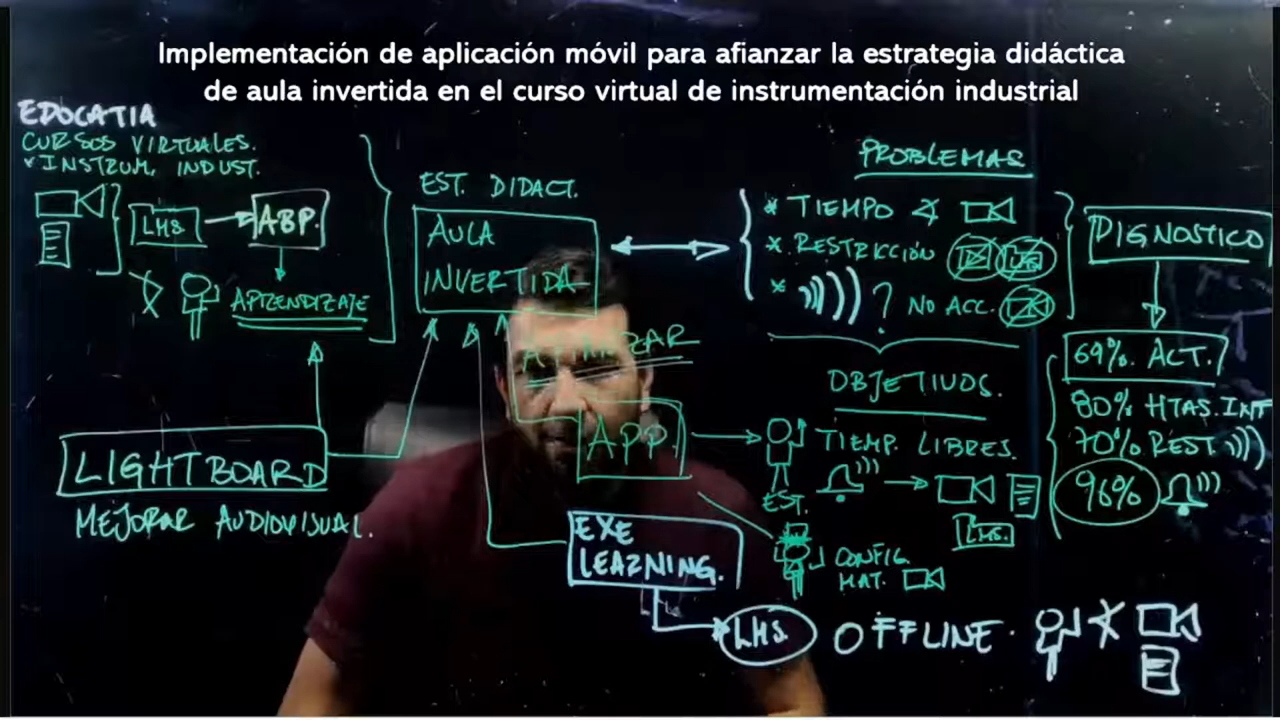 Implementación de aplicación móvil para afianzar la estrategia didáctica
de aula invertida en el curso virtual de instrumentación industrial
EDOCATIA
CURSOS VIRTUALES.
* INSTRUM. INDUST.
LMS
ABP.
APRENDIZAJE
LIGHTBOARD
MEJORAR AUDIOVISUAL.
EST. DIDACT.
AULA
INVERTIDA
AFIANZAR
APP.
EXE
LEARNING.
LMS.
PROBLEMAS
* TIEMPO
* RESTRICCIÓN
* ? NO ACC.
OBJETIVOS.
TIEMP. LIBRES.
EST.
LMS.
CONFIG.
MAT.
OFFLINE.
DIGNOSTICO
69% ACT.
80% HTAS. INF
70% REST.
96%